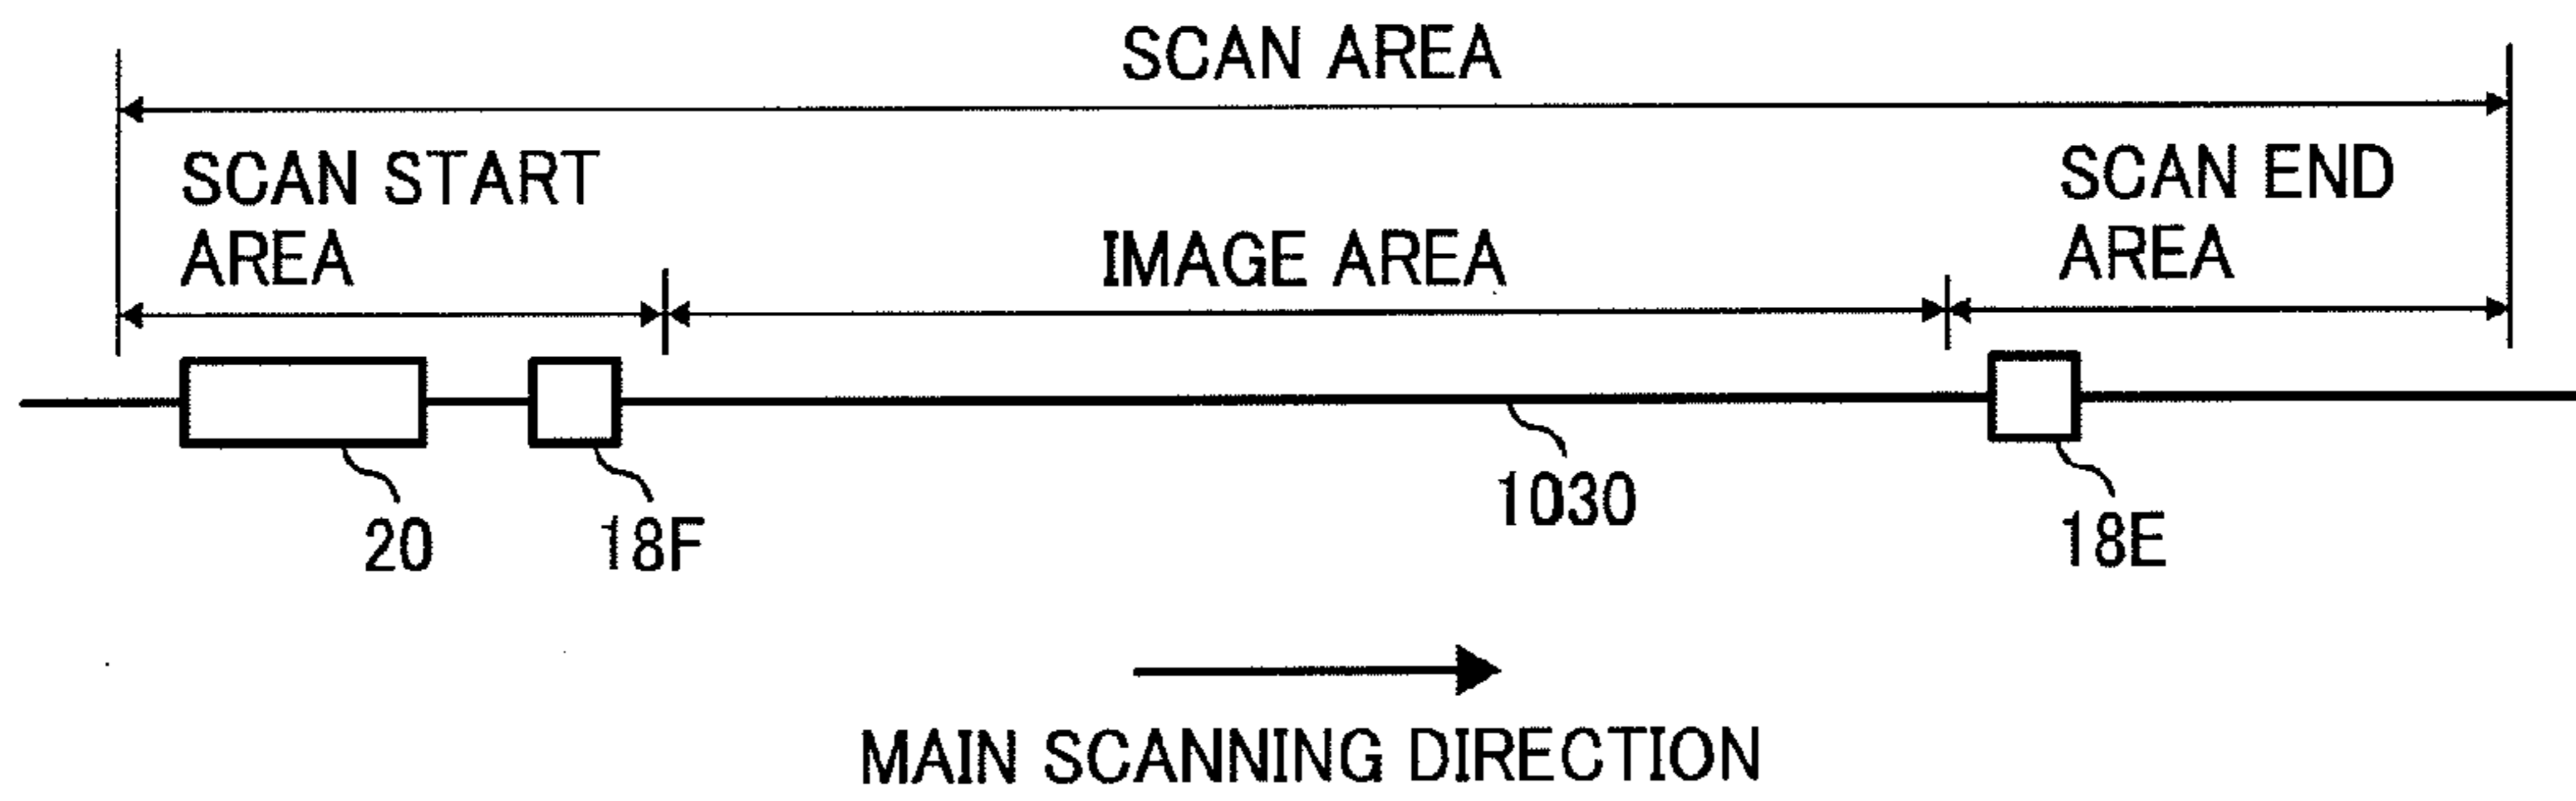 SCAN AREA
SCAN START
AREA
IMAGE AREA
SCAN END
AREA
20
18F
1030
18E
MAIN SCANNING DIRECTION